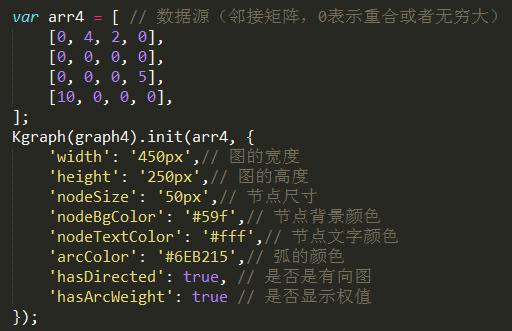 var arr4 = [ // 数据源（邻接矩阵，0表示重合或者无穷大）
    [0, 4, 2, 0],
    [0, 0, 0, 0],
    [0, 0, 0, 5],
    [10, 0, 0, 0],
];
Kgraph(graph4).init(arr4, {
    'width': '450px',// 图的宽度
    'height': '250px',// 图的高度
    'nodeSize': '50px',// 节点尺寸
    'nodeBgColor': '#59f',// 节点背景颜色
    'nodeTextColor': '#fff',// 节点文字颜色
    'arcColor': '#6EB215',// 弧的颜色
    'hasDirected': true, // 是否是有向图
    'hasArcWeight': true // 是否显示权值
});